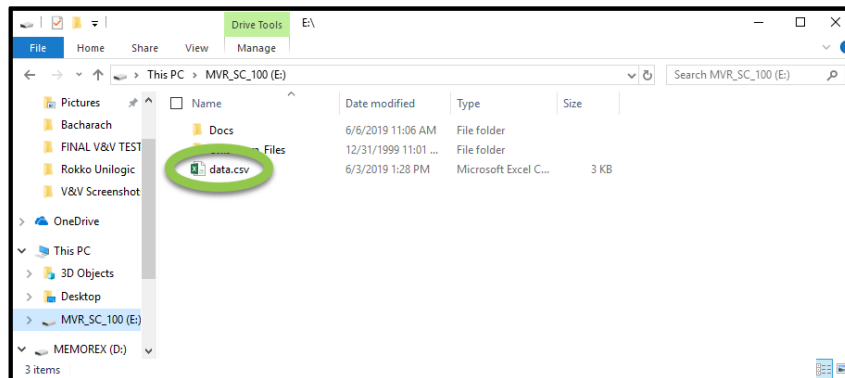 Drive Tools E:\
File Home Share View Manage
This PC > MVR_SC_100 (E:) Search MVR_SC_100 (E:)
Pictures
Bacharach
FINAL V&V TEST
Rokko Unilogic
V&V Screenshot
OneDrive
This PC
3D Objects
Desktop
MVR_SC_100 (E:)
MEMOREX (D:)
Name Date modified Type Size
Docs 6/6/2019 11:06 AM File folder
Files 12/31/1999 11:01 ... File folder
data.csv 6/3/2019 1:28 PM Microsoft Excel C... 3 KB
3 items